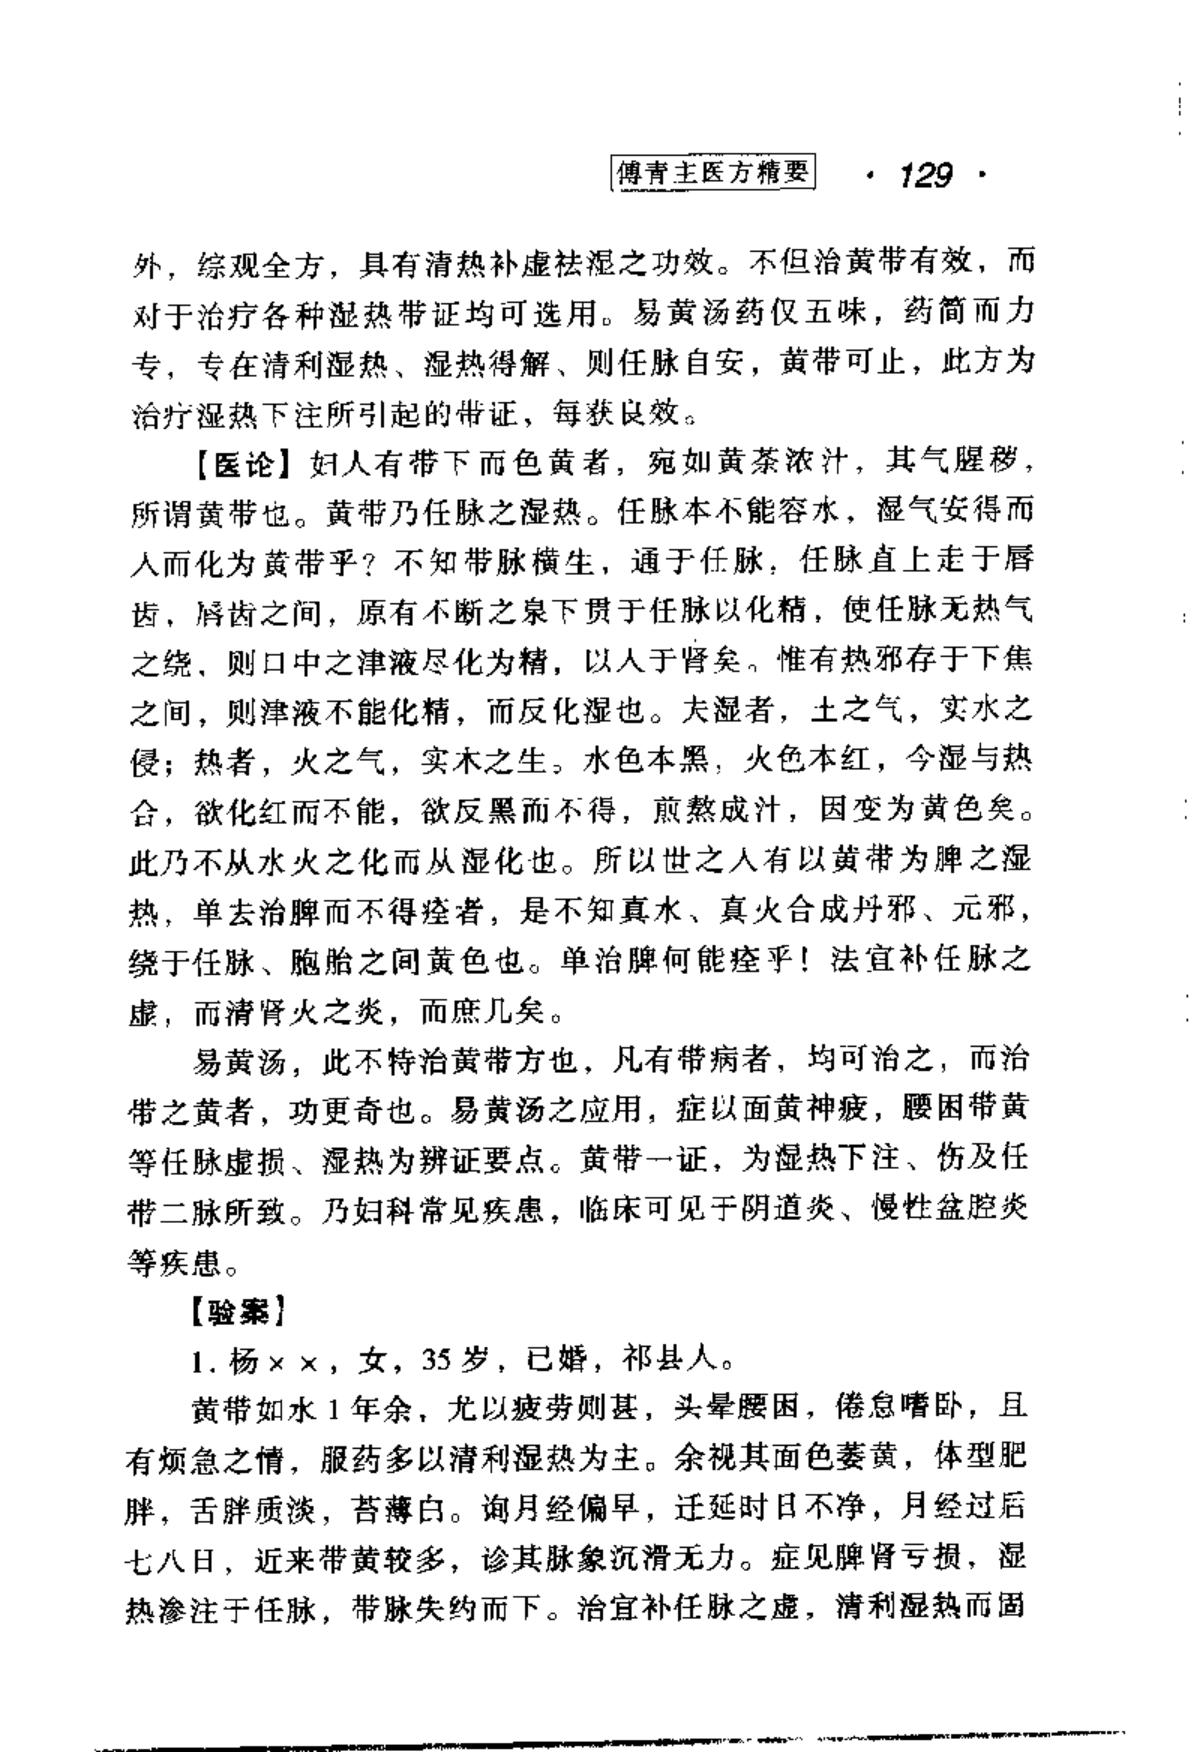 傅青主医方精要 · 129 ·
外，综观全方，具有清热补虚祛湿之功效。不但治黄带有效，而
对于治疗各种湿热带证均可选用。易黄汤药仅五味，药简而力
专，专在清利湿热、湿热得解、则任脉自安，黄带可止，此方为
治疗湿热下注所引起的带证，每获良效。
【医论】妇人有带下而色黄者，宛如黄茶浓汁，其气腥秽，
所谓黄带也。黄带乃任脉之湿热。任脉本不能容水，湿气安得而
人而化为黄带乎？不知带脉横生，通于任脉，任脉直上走于唇
齿，唇齿之间，原有不断之泉下贯于任脉以化精，使任脉无热气
之绕，则口中之津液尽化为精，以人于肾矣。惟有热邪存于下焦
之间，则津液不能化精，而反化湿也。夫湿者，土之气，实水之
侵；热者，火之气，实木之生。水色本黑，火色本红，今湿与热
合，欲化红而不能，欲反黑而不得，煎熬成汁，因变为黄色矣。
此乃不从水火之化而从湿化也。所以世之人有以黄带为脾之湿
热，单去治脾而不得痊者，是不知真水、真火合成丹邪、元邪，
绕于任脉、胞胎之间黄色也。单治脾何能痊乎！法宜补任脉之
虚，而清肾火之炎，而庶几矣。
易黄汤，此不特治黄带方也，凡有带病者，均可治之，而治
带之黄者，功更奇也。易黄汤之应用，症以面黄神疲，腰困带黄
等任脉虚损、湿热为辨证要点。黄带一证，为湿热下注、伤及任
带二脉所致。乃妇科常见疾患，临床可见于阴道炎、慢性盆腔炎
等疾患。
【验案】
1. 杨××，女，35岁，已婚，祁县人。
黄带如水1年余，尤以疲劳则甚，头晕腰困，倦怠嗜卧，且
有烦急之情，服药多以清利湿热为主。余视其面色萎黄，体型肥
胖，舌胖质淡，苔薄白。询月经偏早，迁延时日不净，月经过后
七八日，近来带黄较多，诊其脉象沉滑无力。症见脾肾亏损，湿
热渗注于任脉，带脉失约而下。治宜补任脉之虚，清利湿热而固